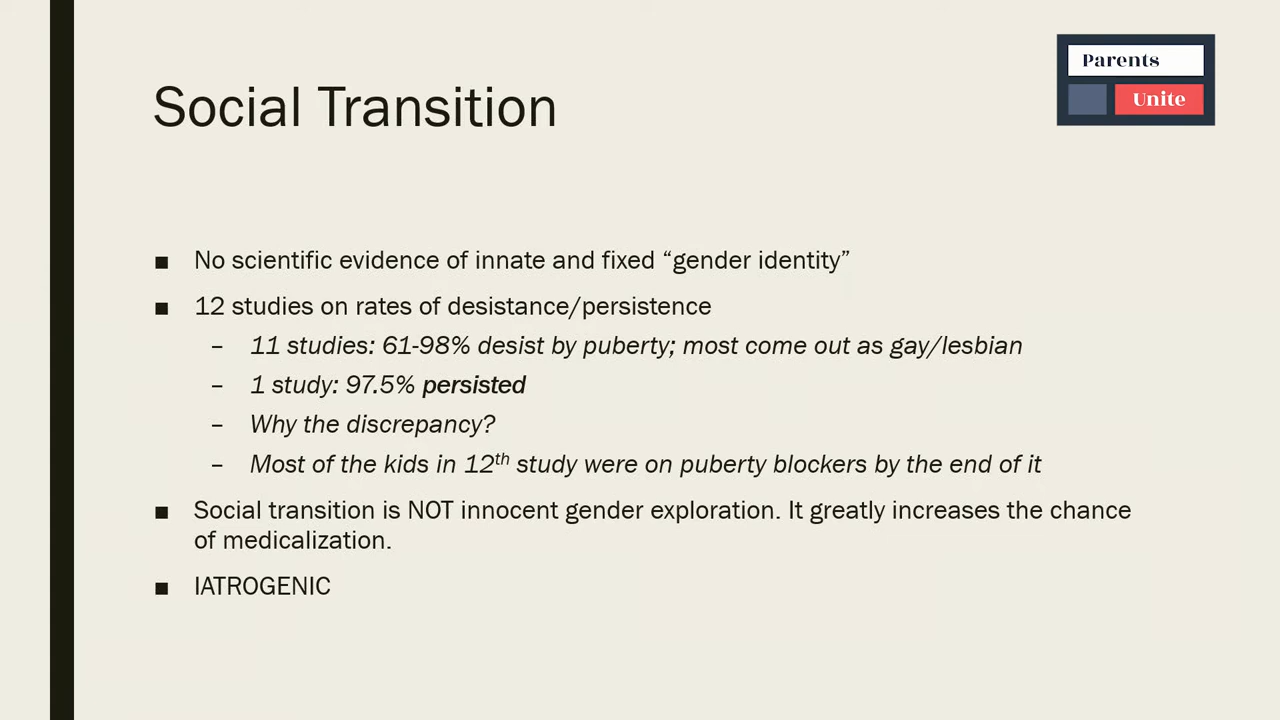 Parents
Unite
Social Transition
■ No scientific evidence of innate and fixed “gender identity”
■ 12 studies on rates of desistance/persistence
– 11 studies: 61-98% desist by puberty; most come out as gay/lesbian
– 1 study: 97.5% persisted
– Why the discrepancy?
– Most of the kids in 12th study were on puberty blockers by the end of it
■ Social transition is NOT innocent gender exploration. It greatly increases the chance
of medicalization.
■ IATROGENIC